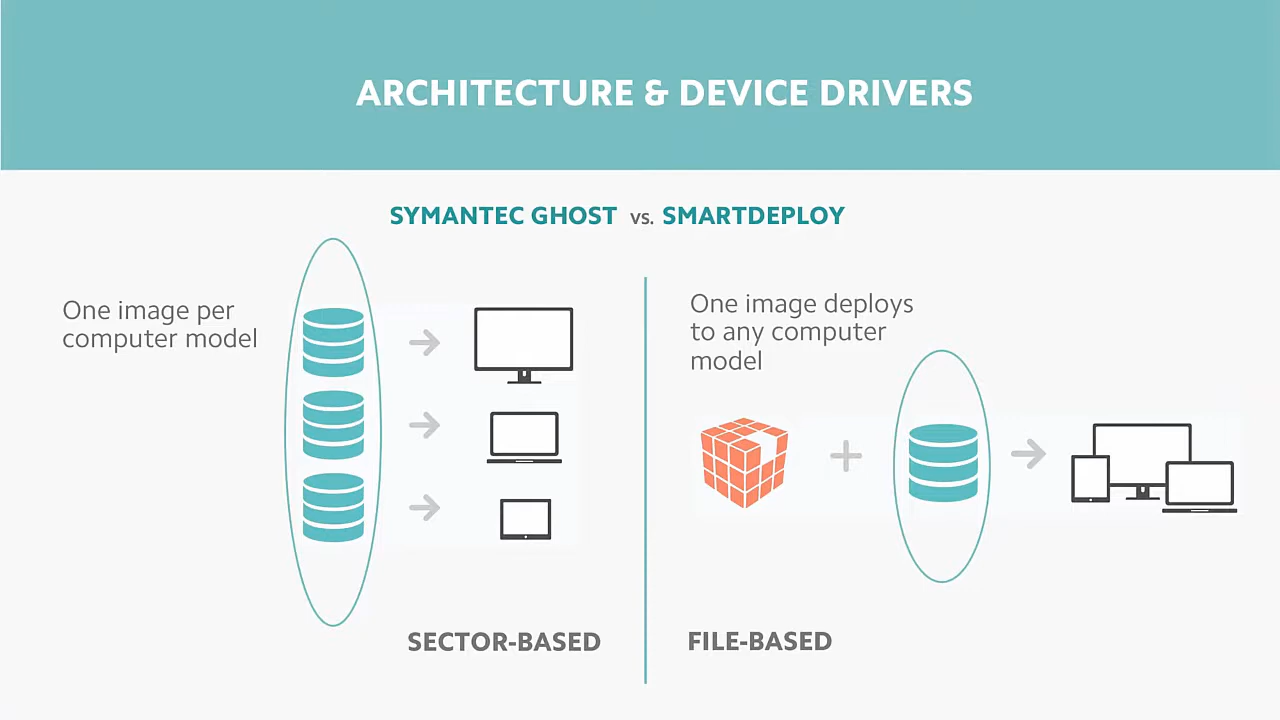 ARCHITECTURE & DEVICE DRIVERS
SYMANTEC GHOST vs. SMARTDEPLOY
One image per
computer model
One image deploys
to any computer
model
SECTOR-BASED
FILE-BASED